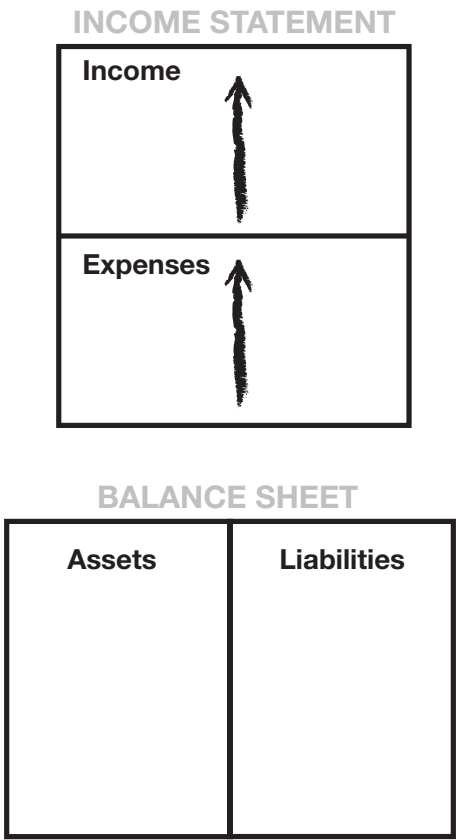 INCOME STATEMENT
Income
Expenses
BALANCE SHEET
Assets
Liabilities